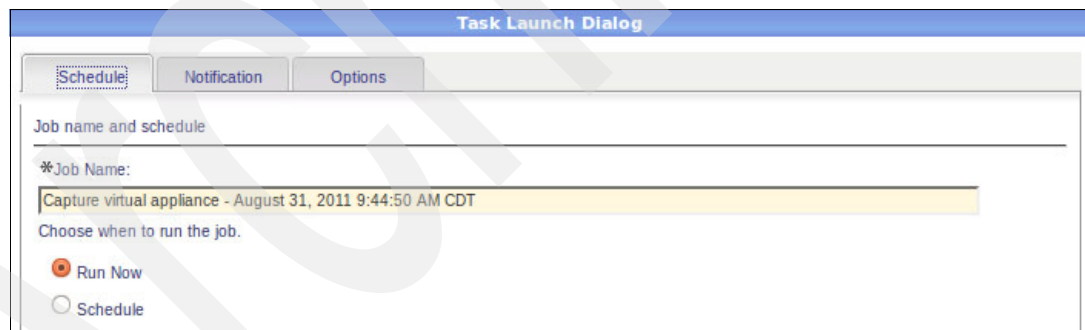 Task Launch Dialog
Schedule Notification Options
Job name and schedule
*Job Name:
Capture virtual appliance - August 31, 2011 9:44:50 AM CDT
Choose when to run the job.
Run Now
Schedule